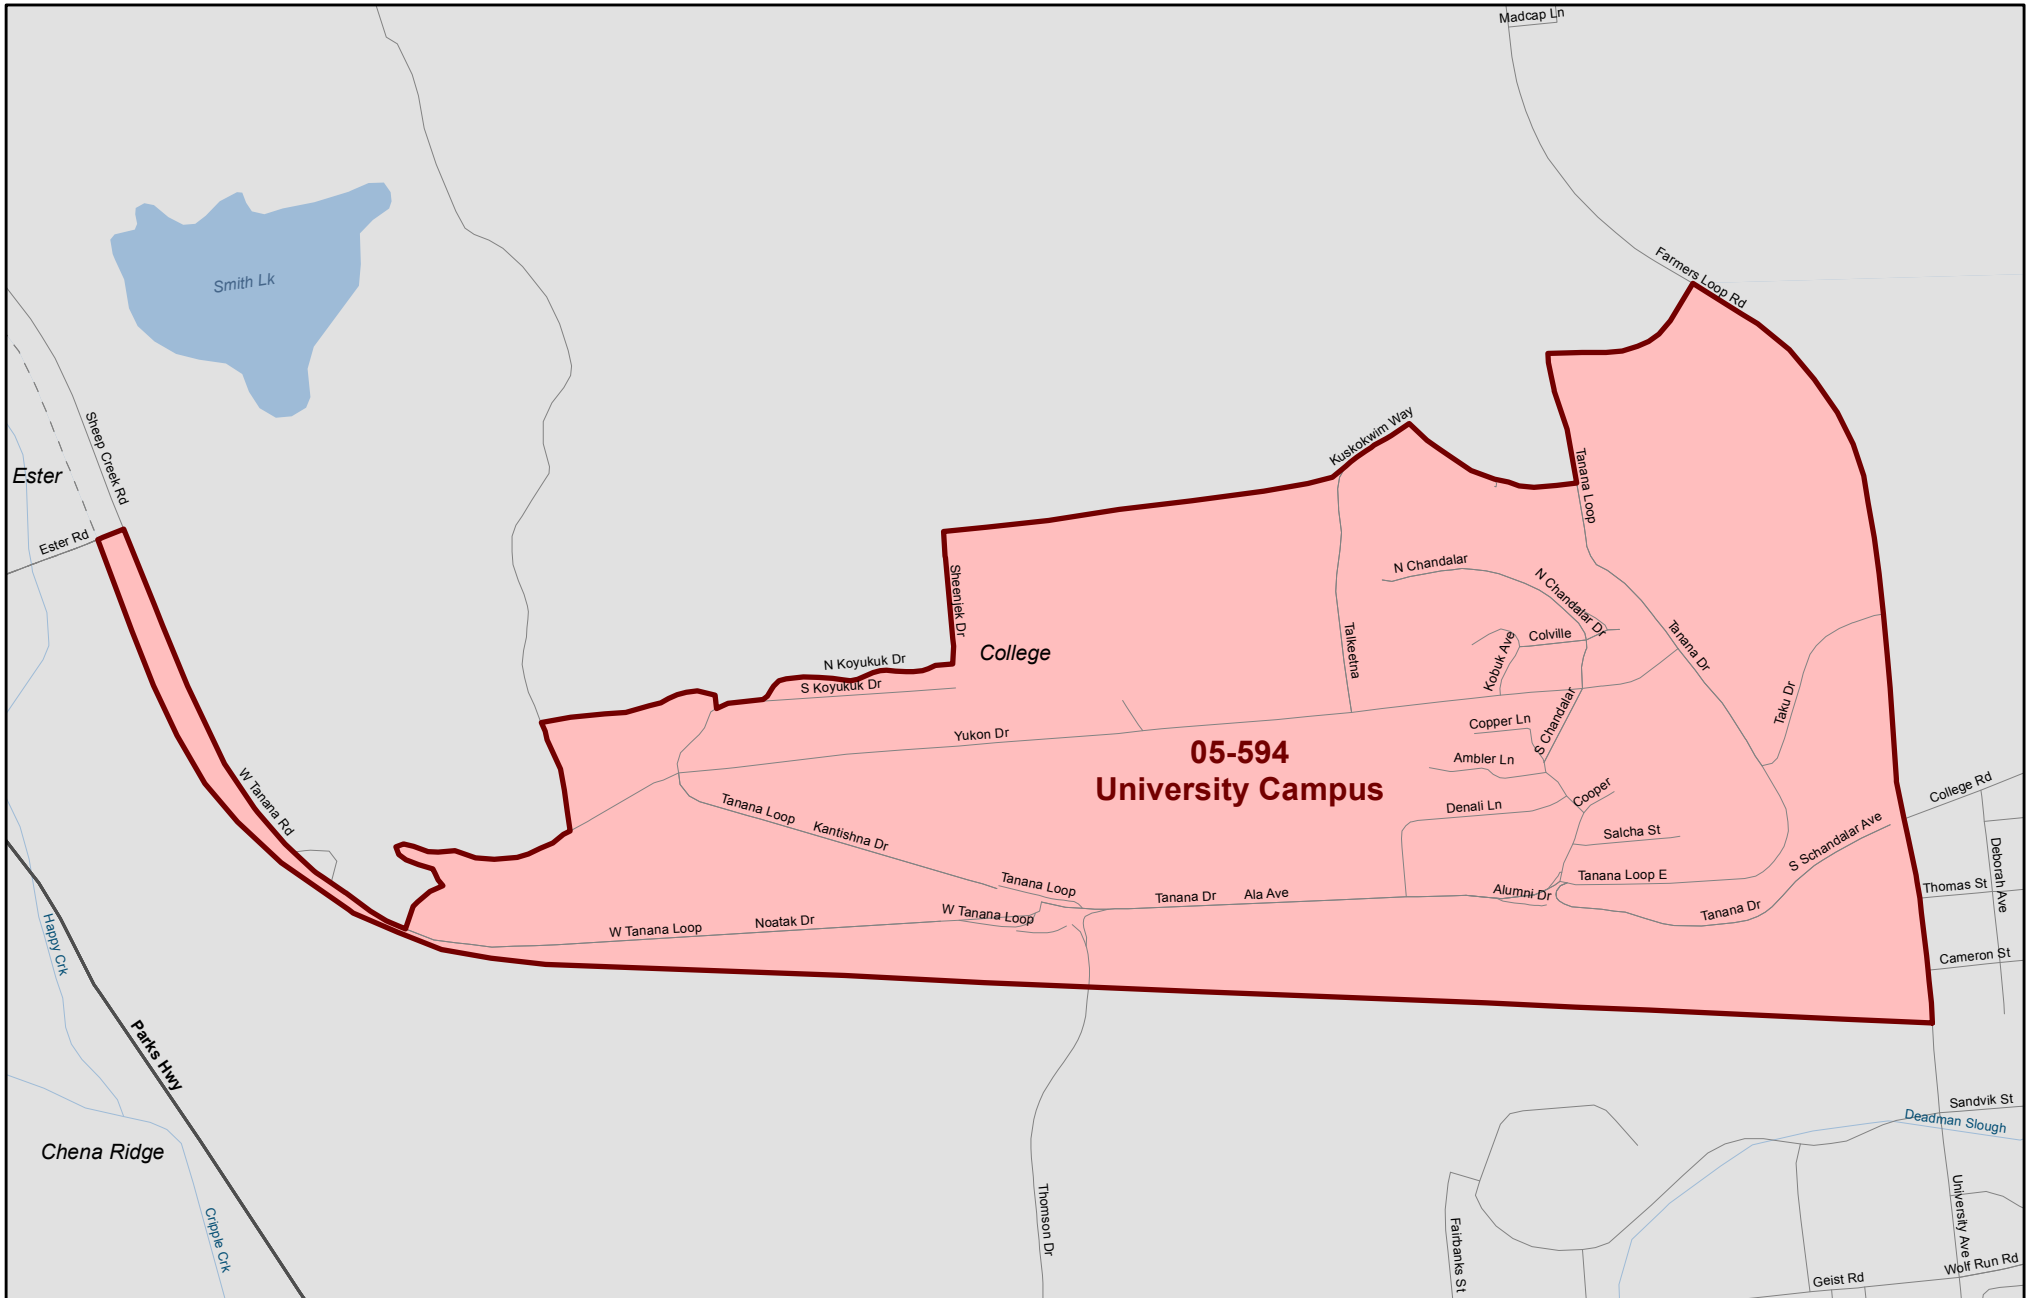 Madcap Ln
Farmers Loop Rd
Smith Lk
Sheep Creek Rd
Kuskokwim Way
Tanana Loop
Ester
Ester Rd
Sheenjek Dr
N Chandalar
N Chandalar Dr
College
N Koyukuk Dr
S Koyukuk Dr
Talkeetna
Kobuk Ave
Colville
Tanana Dr
Taku Dr
Yukon Dr
Copper Ln
S Chandalar
05-594
University Campus
Ambler Ln
W Tanana Rd
Tanana Loop
Kantishna Dr
Denali Ln
Cooper
Salcha St
S Schandalar Ave
College Rd
Deborah Ave
Tanana Loop
Tanana Dr
Ala Ave
Alumni Dr
Tanana Loop E
Thomas St
W Tanana Loop
Noatak Dr
W Tanana Loop
Tanana Dr
Happy Crk
Cameron St
Parks Hwy
Sandvik St
Deadman Slough
Chena Ridge
Cripple Crk
Thomson Dr
Fairbanks St
University Ave
Wolf Run Rd
Geist Rd